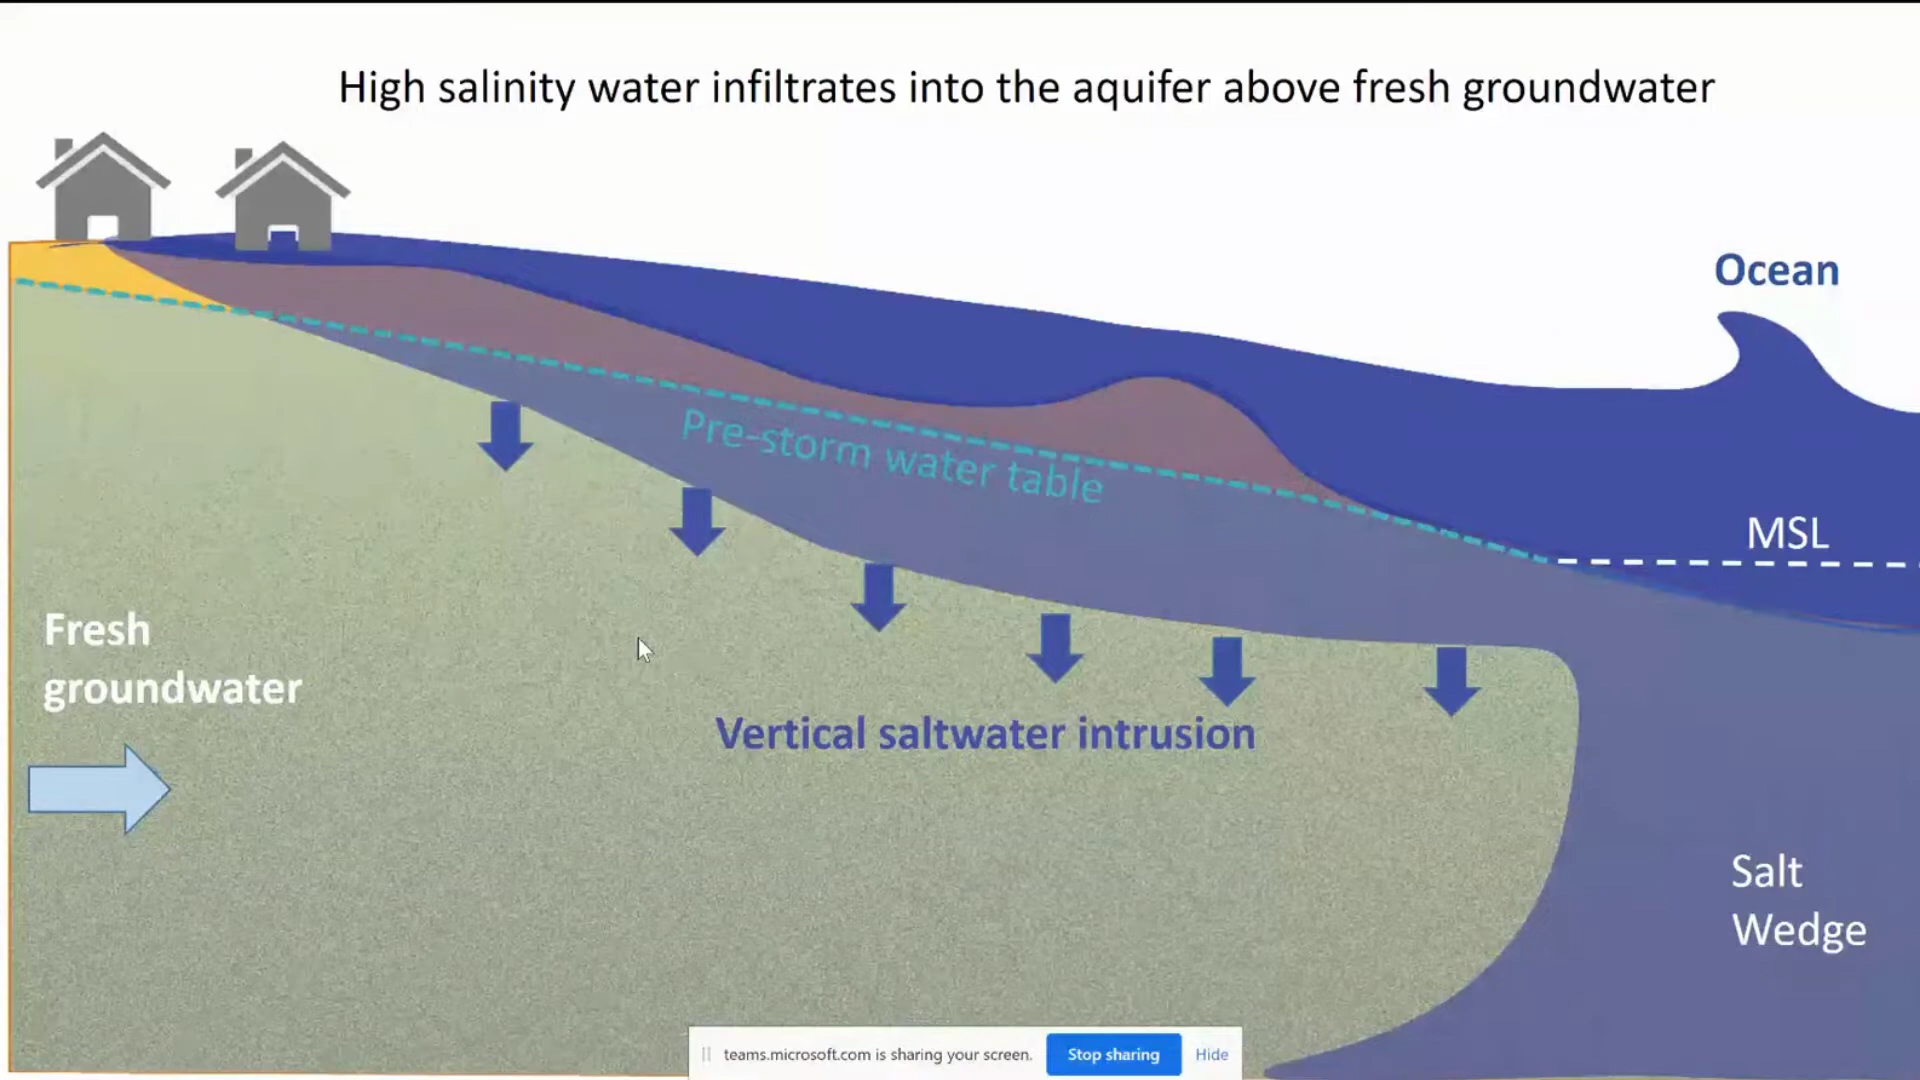 High salinity water infiltrates into the aquifer above fresh groundwater
Ocean
Pre-storm water table
MSL
Fresh
groundwater
Vertical saltwater intrusion
Salt
Wedge
teams.microsoft.com is sharing your screen.
Stop sharing
Hide